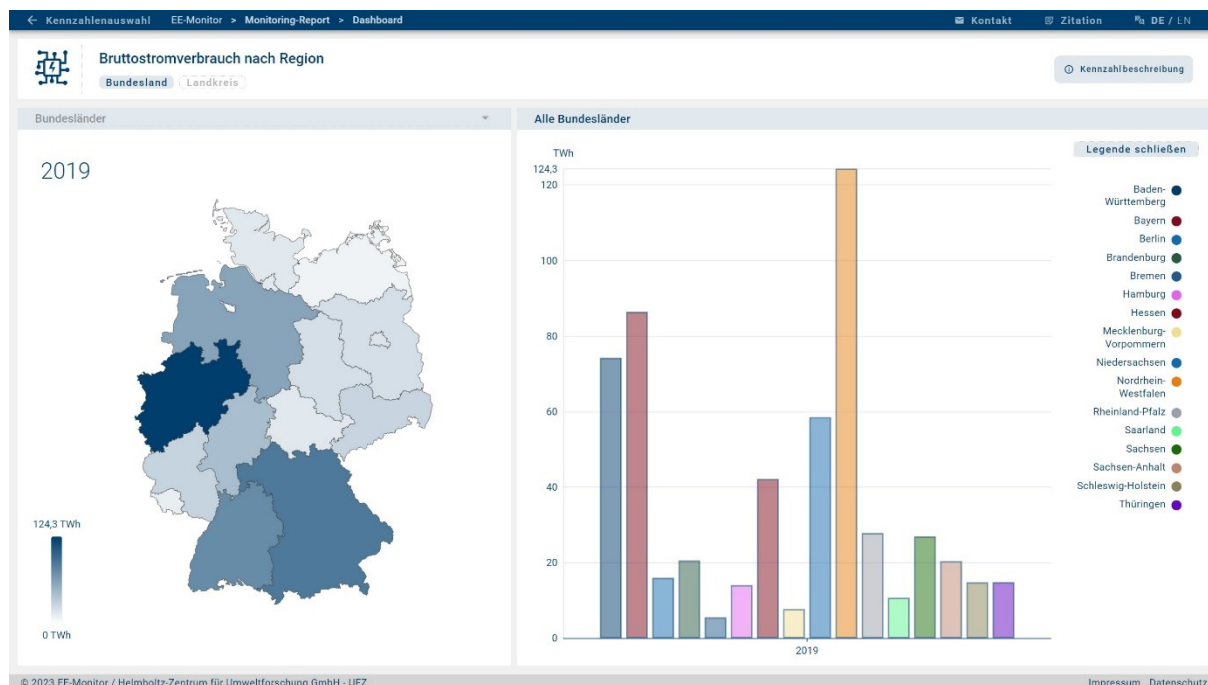 ← Kennzahlenauswahl EE-Monitor > Monitoring-Report > Dashboard
Kontakt Zitation DE / EN
Bruttostromverbrauch nach Region
Bundesland Landkreis
Kennzahlbeschreibung
Bundesländer
2019
124,3 TWh
0 TWh
Alle Bundesländer
TWh
124,3
120
100
80
60
40
20
0
2019
Legende schließen
Baden-
Württemberg
Bayern
Berlin
Brandenburg
Bremen
Hamburg
Hessen
Mecklenburg-
Vorpommern
Niedersachsen
Nordrhein-
Westfalen
Rheinland-Pfalz
Saarland
Sachsen
Sachsen-Anhalt
Schleswig-Holstein
Thüringen
© 2023 EE-Monitor / Helmholtz-Zentrum für Umweltforschung GmbH - UFZ
Impressum Datenschutz